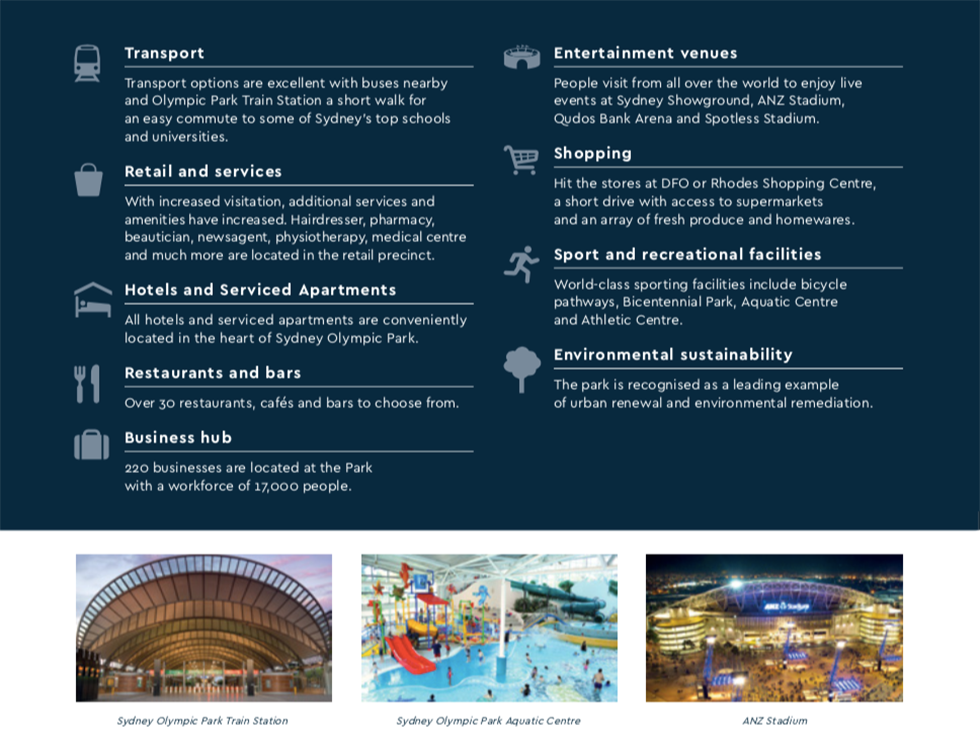 Transport
Transport options are excellent with buses nearby
and Olympic Park Train Station a short walk for
an easy commute to some of Sydney's top schools
and universities.
Retail and services
With increased visitation, additional services and
amenities have increased. Hairdresser, pharmacy,
beautician, newsagent, physiotherapy, medical centre
and much more are located in the retail precinct.
Hotels and Serviced Apartments
All hotels and serviced apartments are conveniently
located in the heart of Sydney Olympic Park.
Restaurants and bars
Over 30 restaurants, cafés and bars to choose from.
Business hub
220 businesses are located at the Park
with a workforce of 17,000 people.
Entertainment venues
People visit from all over the world to enjoy live
events at Sydney Showground, ANZ Stadium,
Qudos Bank Arena and Spotless Stadium.
Shopping
Hit the stores at DFO or Rhodes Shopping Centre,
a short drive with access to supermarkets
and an array of fresh produce and homewares.
Sport and recreational facilities
World-class sporting facilities include bicycle
pathways, Bicentennial Park, Aquatic Centre
and Athletic Centre.
Environmental sustainability
The park is recognised as a leading example
of urban renewal and environmental remediation.
ANZ Stadium
Sydney Olympic Park Train Station
Sydney Olympic Park Aquatic Centre
ANZ Stadium